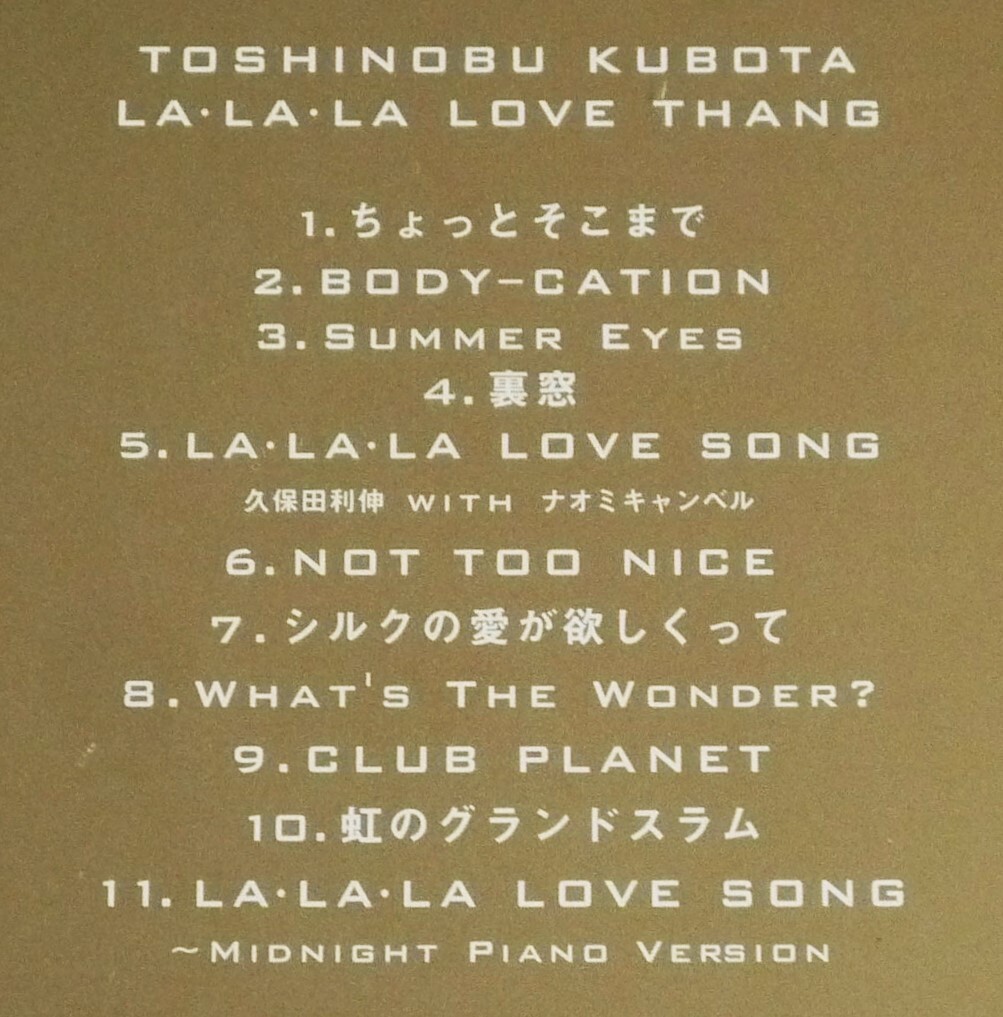 TOSHINOBU KUBOTA
LA・LA・LA LOVE THANG
1.ちょっとそこまで
2.BODY-CATION
3.SUMMER EYES
4.裏窓
5.LA・LA・LA LOVE SONG
久保田利伸 WITH ナオミキャンベル
6.NOT TOO NICE
7.シルクの愛が欲しくって
8.WHAT'S THE WONDER?
9.CLUB PLANET
10.虹のグランドスラム
11.LA・LA・LA LOVE SONG
~MIDNIGHT PIANO VERSION